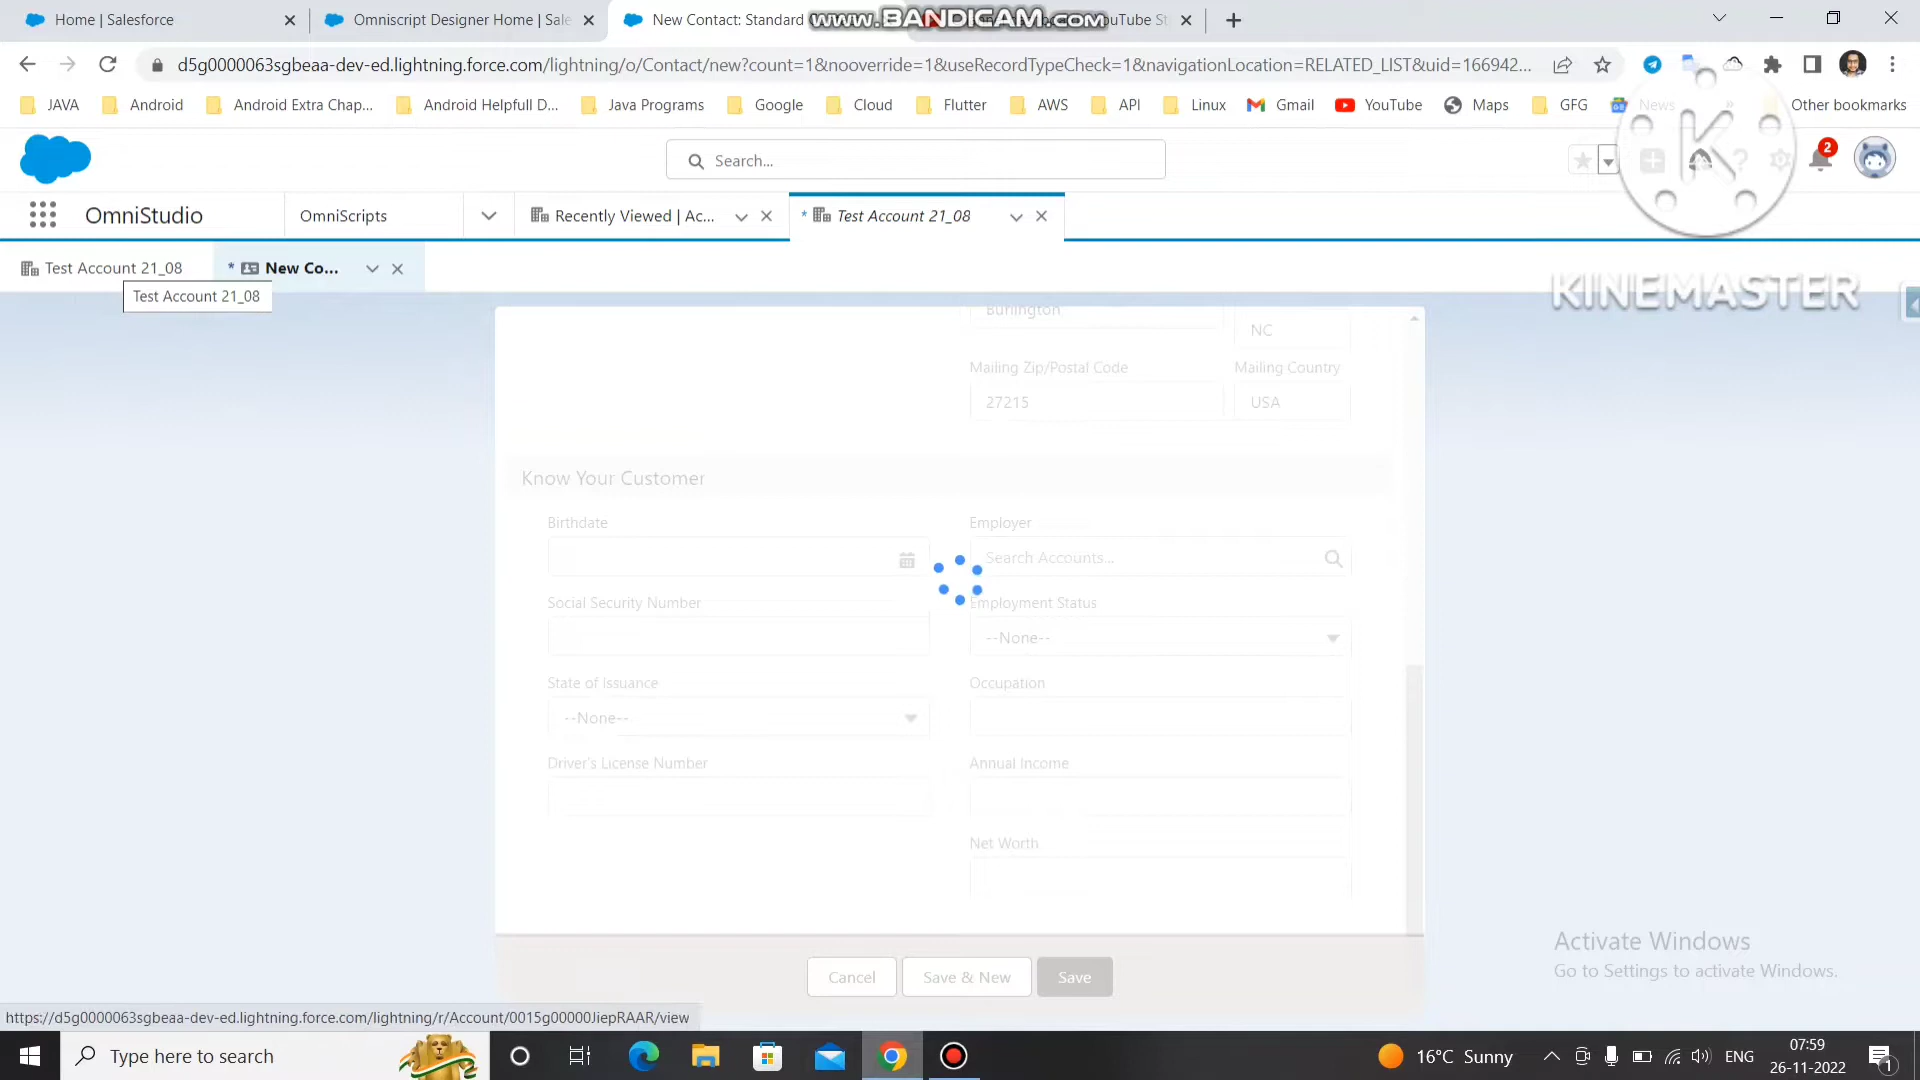 Home | Salesforce
Omniscript Designer Home | Sale
New Contact: Standard
www.BANDICAM.com
YouTube St
d5g0000063sgbeaa-dev-ed.lightning.force.com/lightning/o/Contact/new?count=1&nooverride=1&useRecordTypeCheck=1&navigationLocation=RELATED_LIST&uid=166942...
JAVA
Android
Android Extra Chap...
Android Helpfull D...
Java Programs
Google
Cloud
Flutter
AWS
API
Linux
Gmail
YouTube
Maps
GFG
News
»
Other bookmarks
Search...
2
K
OmniStudio
OmniScripts
Recently Viewed | Ac...
* Test Account 21_08
Test Account 21_08
* New Co...
Test Account 21_08
KINEMASTER
Burlington
NC
Mailing Zip/Postal Code
Mailing Country
27215
USA
Know Your Customer
Birthdate
Employer
Search Accounts...
Social Security Number
Employment Status
--None--
State of Issuance
Occupation
--None--
Driver's License Number
Annual Income
Net Worth
Cancel
Save & New
Save
Activate Windows
Go to Settings to activate Windows.
https://d5g0000063sgbeaa-dev-ed.lightning.force.com/lightning/r/Account/0015g00000JiepRAAR/view
Type here to search
16°C Sunny
ENG
07:59
26-11-2022
1